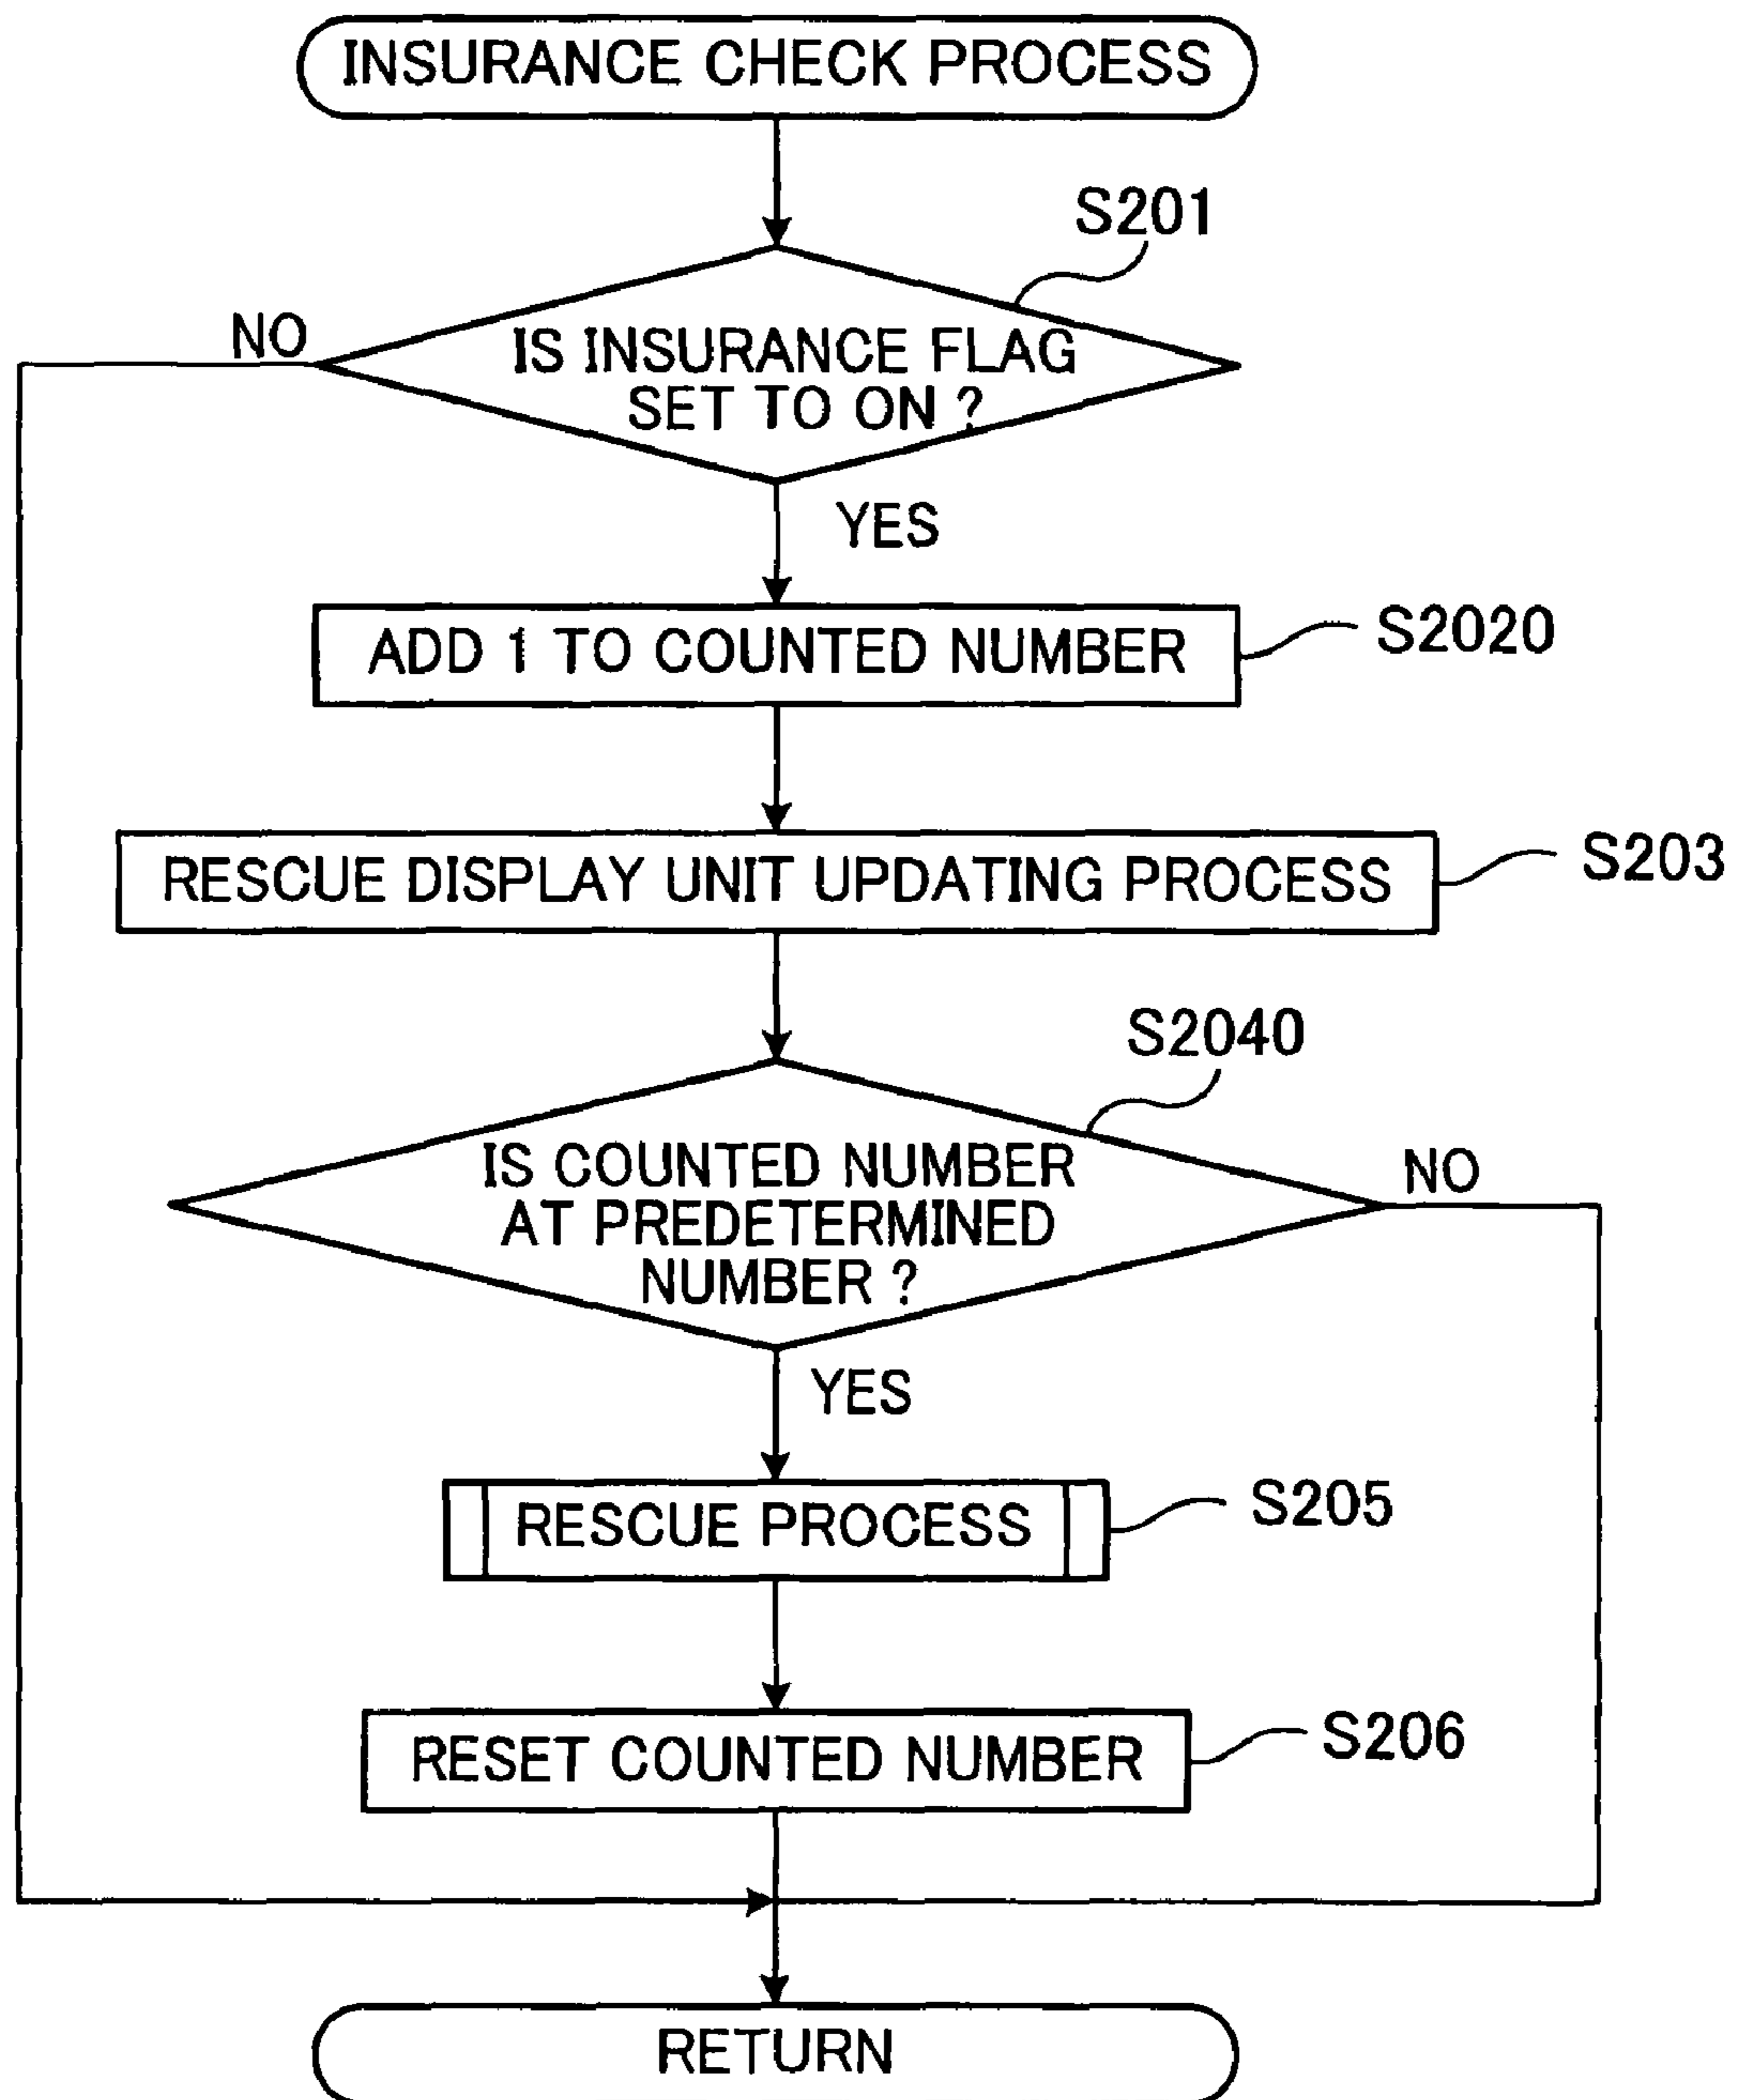 INSURANCE CHECK PROCESS
S201
NO
IS INSURANCE FLAG
SET TO ON ?
YES
ADD 1 TO COUNTED NUMBER
S2020
RESCUE DISPLAY UNIT UPDATING PROCESS
S203
S2040
IS COUNTED NUMBER
AT PREDETERMINED
NUMBER ?
NO
YES
RESCUE PROCESS
S205
RESET COUNTED NUMBER
S206
RETURN